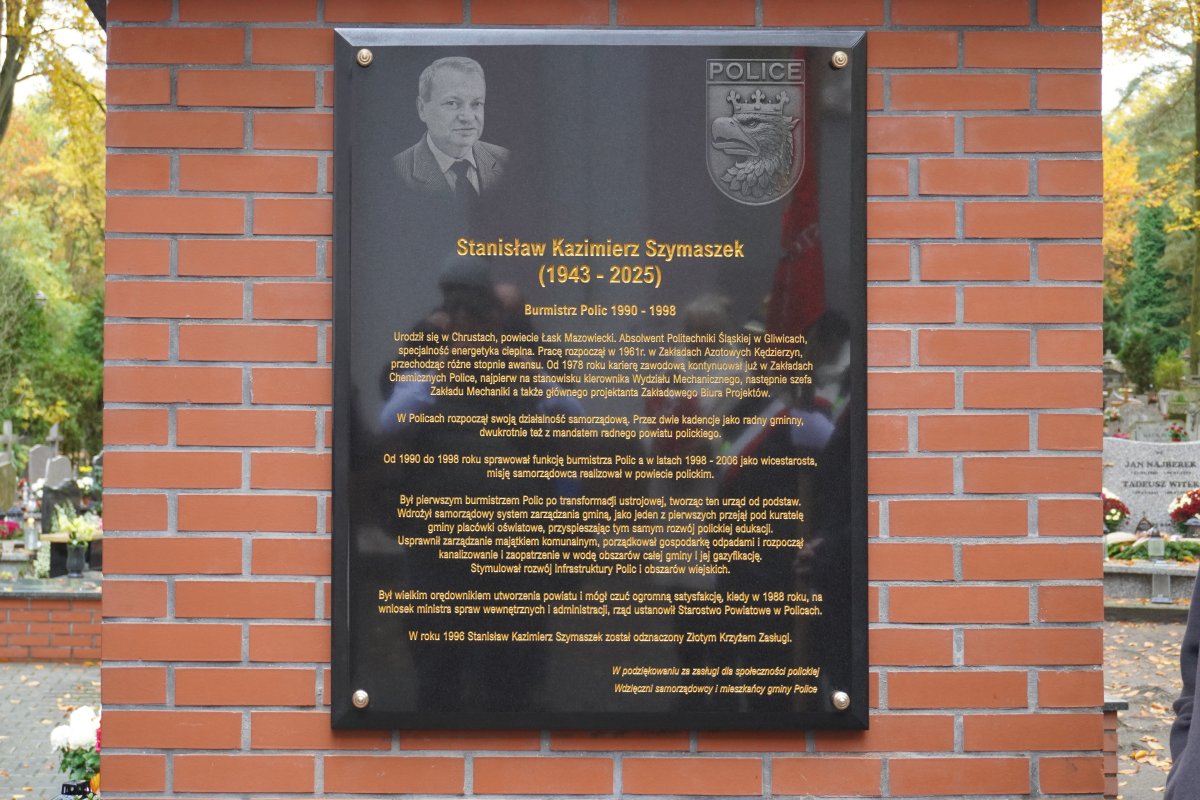 POLICE
Stanisław Kazimierz Szymaszek
(1943 - 2025)
Burmistrz Polic 1990 - 1998
Urodził się w Chrustach, powiecie Łask Mazowiecki. Absolwent Politechniki Śląskiej w Gliwicach,
specjalność energetyka cieplna. Pracę rozpoczął w 1961r. w Zakładach Azotowych Kędzierzyn,
przechodząc różne stopnie awansu. Od 1978 roku karierę zawodową kontynuował już w Zakładach
Chemicznych Police, najpierw na stanowisku kierownika Wydziału Mechanicznego, następnie szefa
Zakładu Mechaniki a także głównego projektanta Zakładowego Biura Projektów.
W Policach rozpoczął swoją działalność samorządową. Przez dwie kadencje jako radny gminny,
dwukrotnie też z mandatem radnego powiatu polickiego.
Od 1990 do 1998 roku sprawował funkcję burmistrza Polic a w latach 1998 - 2006 jako wicestarosta,
misję samorządowca realizował w powiecie polickim.
Był pierwszym burmistrzem Polic po transformacji ustrojowej, tworząc ten urząd od podstaw.
Wdrożył samorządowy system zarządzania gminą, jako jeden z pierwszych przejął pod kuratelę
gminy placówki oświatowe, przyspieszając tym samym rozwój polickiej edukacji.
Usprawnił zarządzanie majątkiem komunalnym, porządkował gospodarkę odpadami i rozpoczął
kanalizowanie i zaopatrzenie w wodę obszarów całej gminy i jej gazyfikację.
Stymulował rozwój infrastruktury Polic i obszarów wiejskich.
Był wielkim orędownikiem utworzenia powiatu i mógł czuć ogromną satysfakcję, kiedy w 1988 roku, na
wniosek ministra spraw wewnętrznych i administracji, rząd ustanowił Starostwo Powiatowe w Policach.
W roku 1996 Stanisław Kazimierz Szymaszek został odznaczony Złotym Krzyżem Zasługi.
W podziękowaniu za zasługi dla społeczności polickiej
Wdzięczni samorządowcy i mieszkańcy gminy Police
JAN NAJBEREK
TADEUSZ WITEK